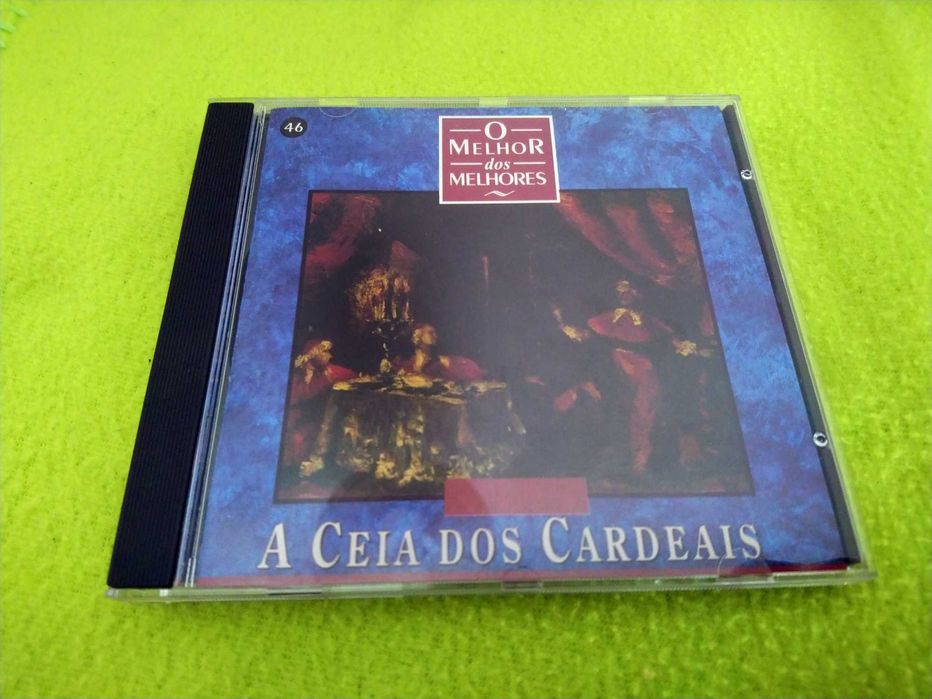 46
O
MELHOR
dos
MELHORES
A CEIA DOS CARDEAIS